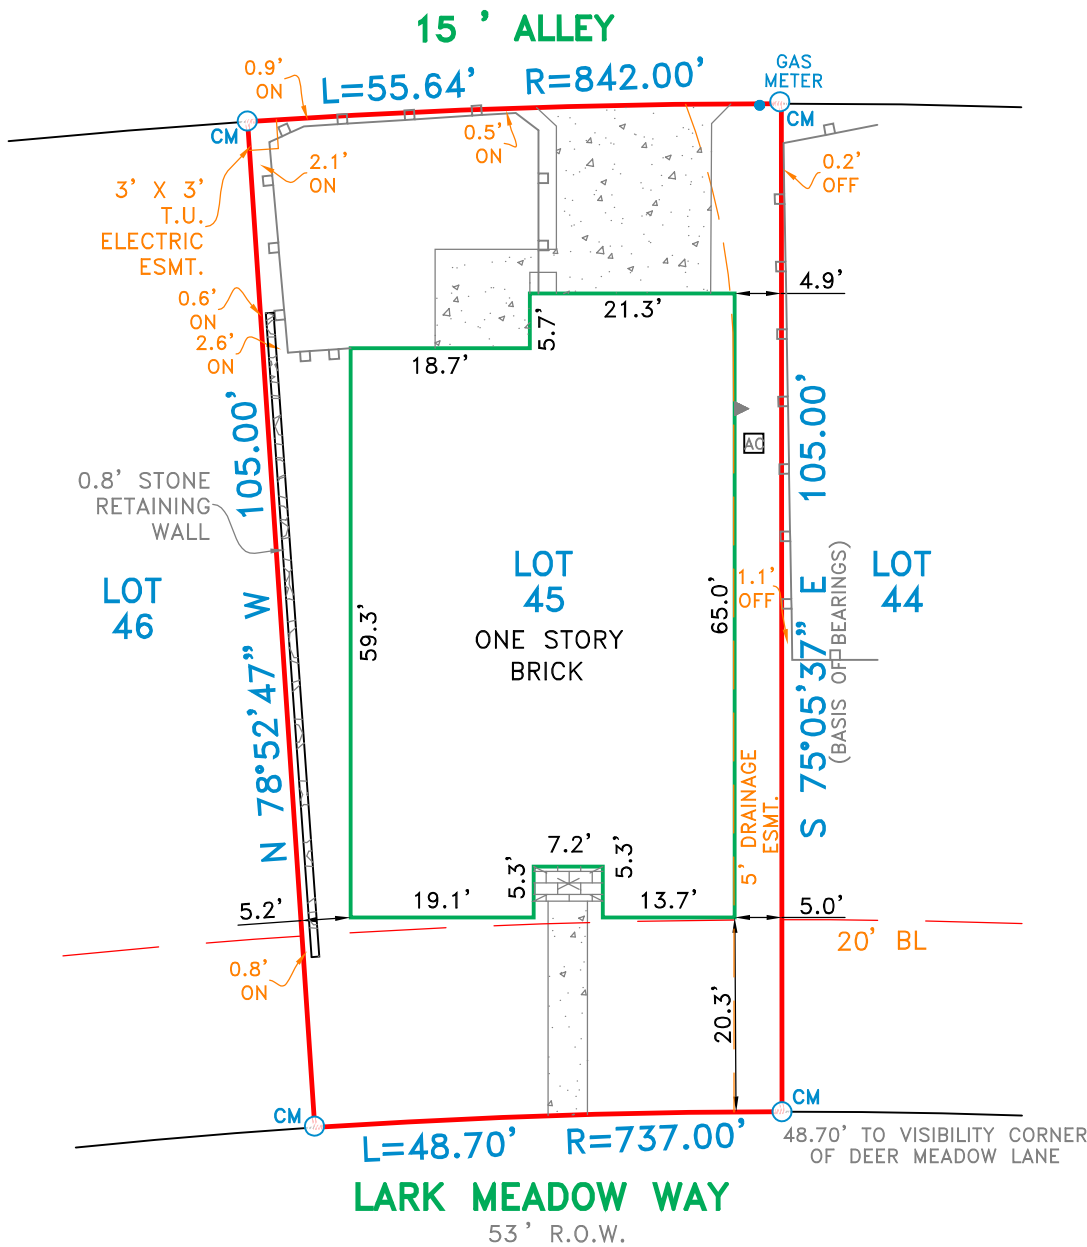 15 ' ALLEY
0.9'
ON
L=55.64' R=842.00'
GAS
METER
CM
CM
0.5'
ON
2.1'
ON
0.2'
OFF
3' X 3'
T.U.
ELECTRIC
ESMT.
4.9'
0.6'
ON
21.3'
5.7'
2.6'
ON
18.7'
105.00'
105.00'
AC
0.8' STONE
RETAINING
WALL
LOT
46
LOT
45
LOT
44
1.1'
OFF
ONE STORY
BRICK
59.3'
65.0'
N 78°52'47" W
S 75°05'37" E
(BASIS OF BEARINGS)
5' DRAINAGE
ESMT.
7.2'
5.3'
5.3'
19.1'
13.7'
5.2'
5.0'
20' BL
0.8'
ON
20.3'
CM
CM
L=48.70' R=737.00'
48.70' TO VISIBILITY CORNER
OF DEER MEADOW LANE
LARK MEADOW WAY
53' R.O.W.